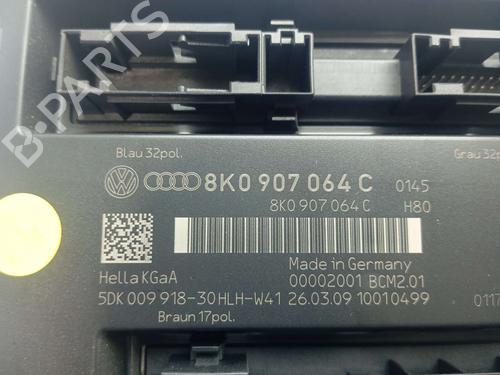 B-PARTS
Blau 32pol.
Grau 32
8K0 907 064 C 0145
8K0 907 064 C H80
Made in Germany
Hella KGaA 00002001 BCM2.01
5DK 009 918-30 HLH-W41 26.03.09 10010499
Braun 17pol.